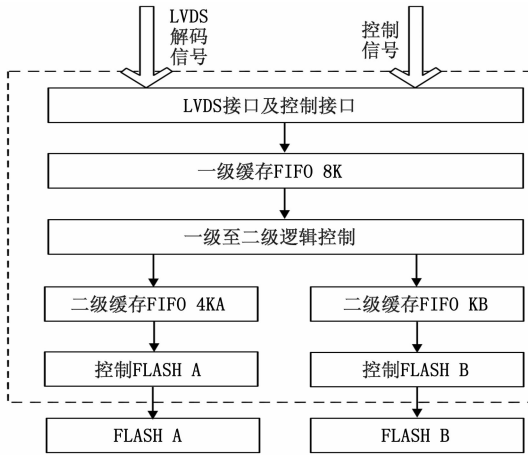 LVDS
解码
信号
控制
信号
LVDS接口及控制接口
一级缓存FIFO 8K
一级至二级逻辑控制
二级缓存FIFO 4KA
二级缓存FIFO KB
控制FLASH A
控制FLASH B
FLASH A
FLASH B